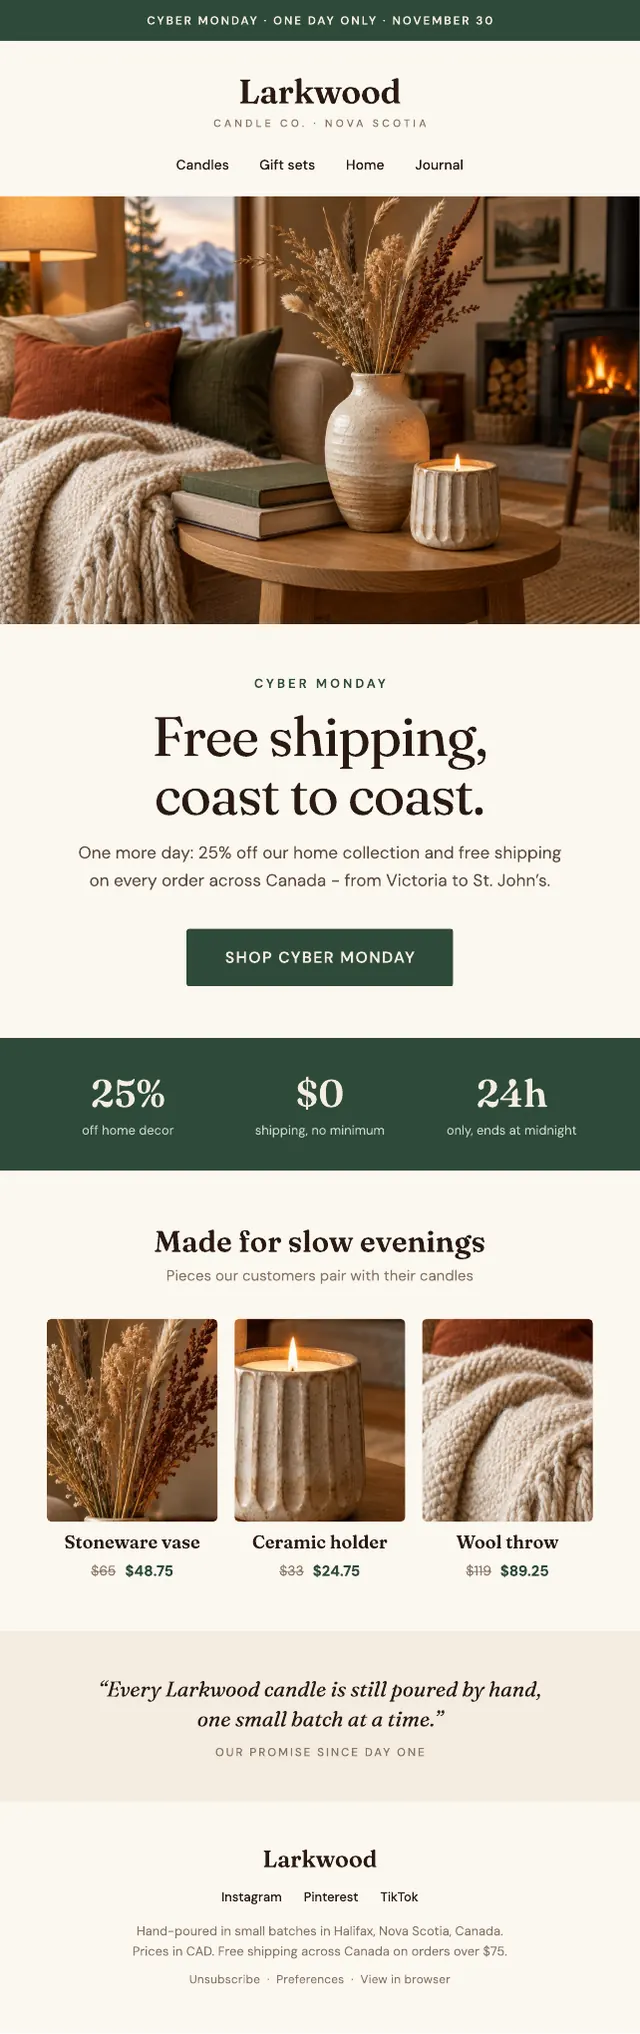 CYBER MONDAY · ONE DAY ONLY · NOVEMBER 30
Larkwood
CANDLE CO. · NOVA SCOTIA
Candles Gift sets Home Journal
CYBER MONDAY
Free shipping,
coast to coast.
One more day: 25% off our home collection and free shipping
on every order across Canada – from Victoria to St. John’s.
SHOP CYBER MONDAY
25% $0 24h
off home decor shipping, no minimum only, ends at midnight
Made for slow evenings
Pieces our customers pair with their candles
Stoneware vase Ceramic holder Wool throw
$65 $48.75 $33 $24.75 $119 $89.25
“Every Larkwood candle is still poured by hand,
one small batch at a time.”
OUR PROMISE SINCE DAY ONE
Larkwood
Instagram Pinterest TikTok
Hand-poured in small batches in Halifax, Nova Scotia, Canada.
Prices in CAD. Free shipping across Canada on orders over $75.
Unsubscribe · Preferences · View in browser